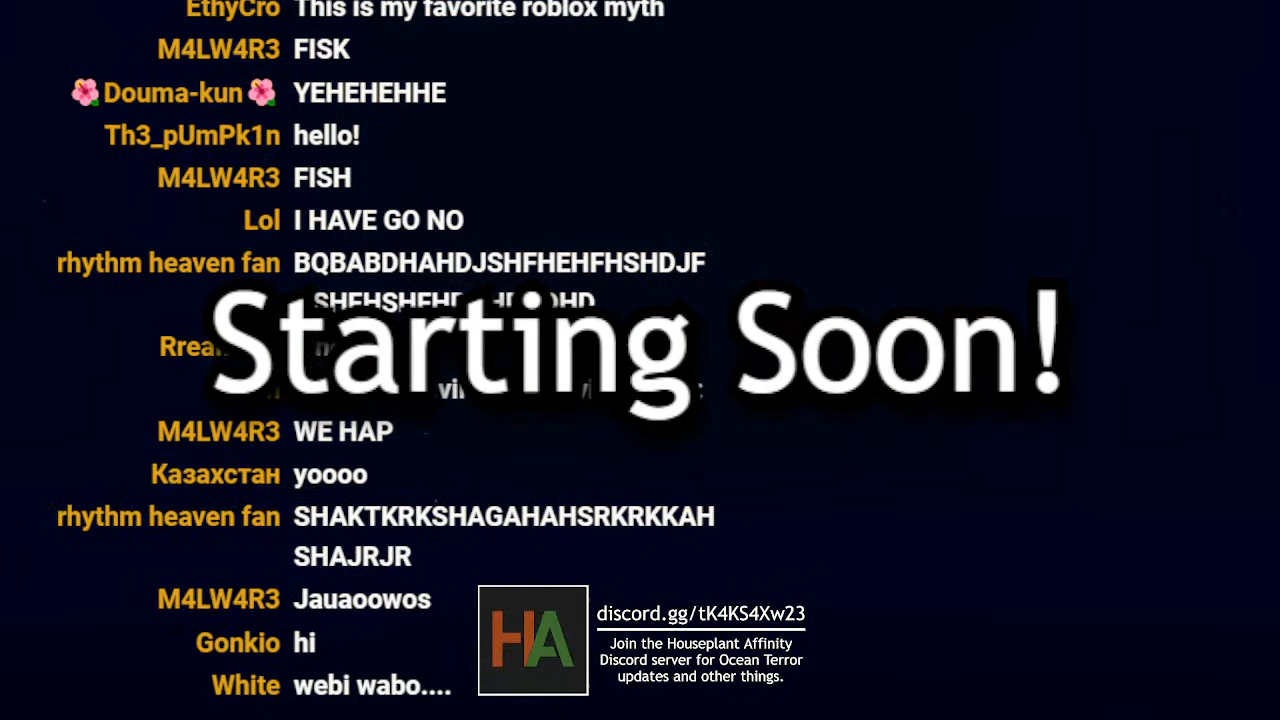 EthyCro This is my favorite roblox myth
M4LW4R3 FISK
🌺Douma-kun🌺 YEHEHEHHE
Th3_pUmPk1n hello!
M4LW4R3 FISH
Lol I HAVE GO NO
rhythm heaven fan BQBABDHAHDJSHFHEHFHSHDJF
Starting Soon!
M4LW4R3 WE HAP
Казахстан yoooo
rhythm heaven fan SHAKTKRKSHAGAHAHSRKRKKAH
SHAJRJR
M4LW4R3 Jauaoowos
Gonkio hi
White webi wabo....
HA
discord.gg/tK4KS4Xw23
Join the Houseplant Affinity
Discord server for Ocean Terror
updates and other things.